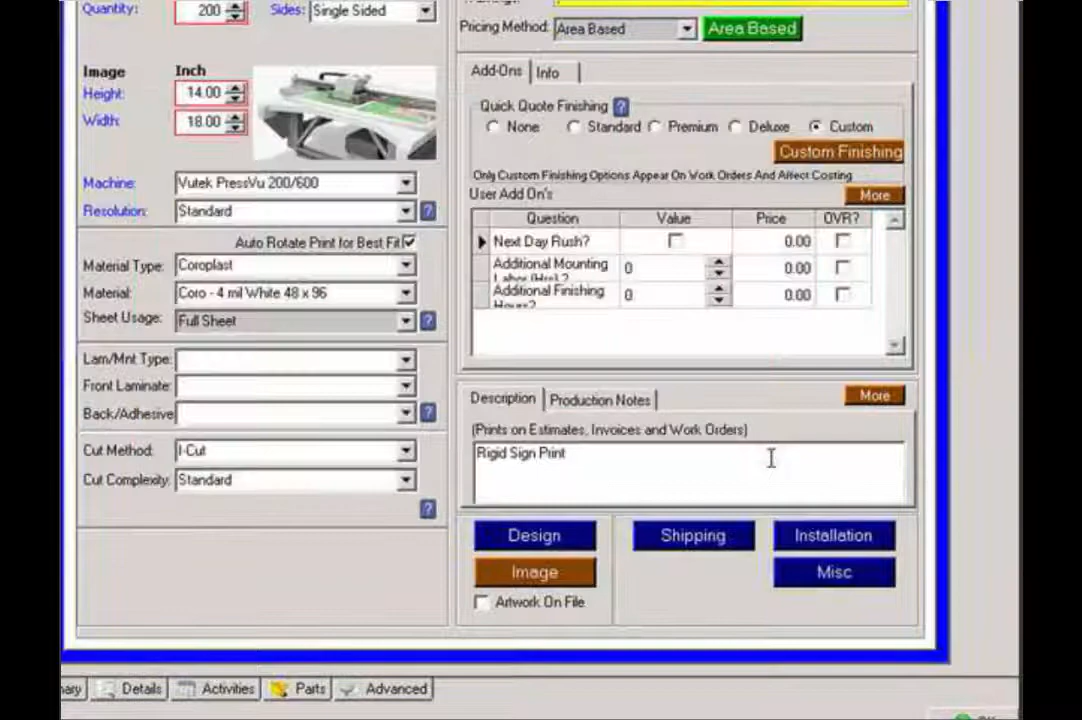 Quantity: 200 Sides: Single Sided
Pricing Method: Area Based Area Based
Image Inch
Height: 14.00
Width: 18.00
Machine: Vutek PressVu 200/600
Resolution: Standard
Auto Rotate Print for Best Fit
Material Type: Coroplast
Material: Coro - 4 mil White 48 x 96
Sheet Usage: Full Sheet
Lam/Mnt Type:
Front Laminate:
Back/Adhesive
Cut Method: I-Cut
Cut Complexity: Standard
Add-Ons Info
Quick Quote Finishing ?
None Standard Premium Deluxe Custom
Custom Finishing
Only Custom Finishing Options Appear On Work Orders And Affect Costing
User Add On's More
Question Value Price OVR?
Next Day Rush? 0.00
Additional Mounting 0 0.00
Labor (Hrs) ?
Additional Finishing 0 0.00
Hours?
Description Production Notes More
(Prints on Estimates, Invoices and Work Orders)
Rigid Sign Print
Design Shipping Installation
Image Misc
Artwork On File
Details Activities Parts Advanced